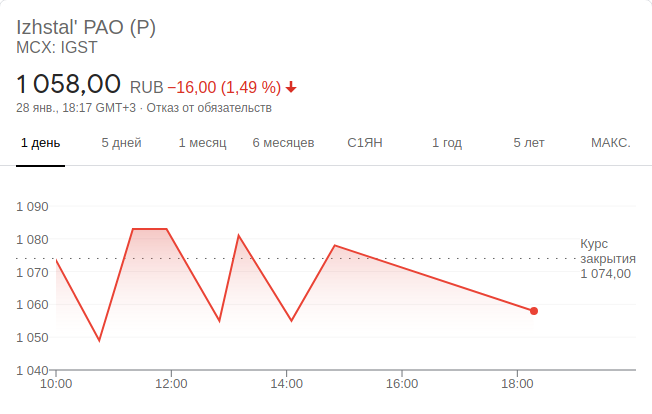 Izhstal' PAO (P)
MCX: IGST
1 058,00 RUB −16,00 (1,49 %)
28 янв., 18:17 GMT+3 · Отказ от обязательств
1 день 5 дней 1 месяц 6 месяцев С1ЯН 1 год 5 лет МАКС.
1 090
1 080
Курс
закрытия
1 074,00
1 070
1 060
1 050
1 040
10:00 12:00 14:00 16:00 18:00